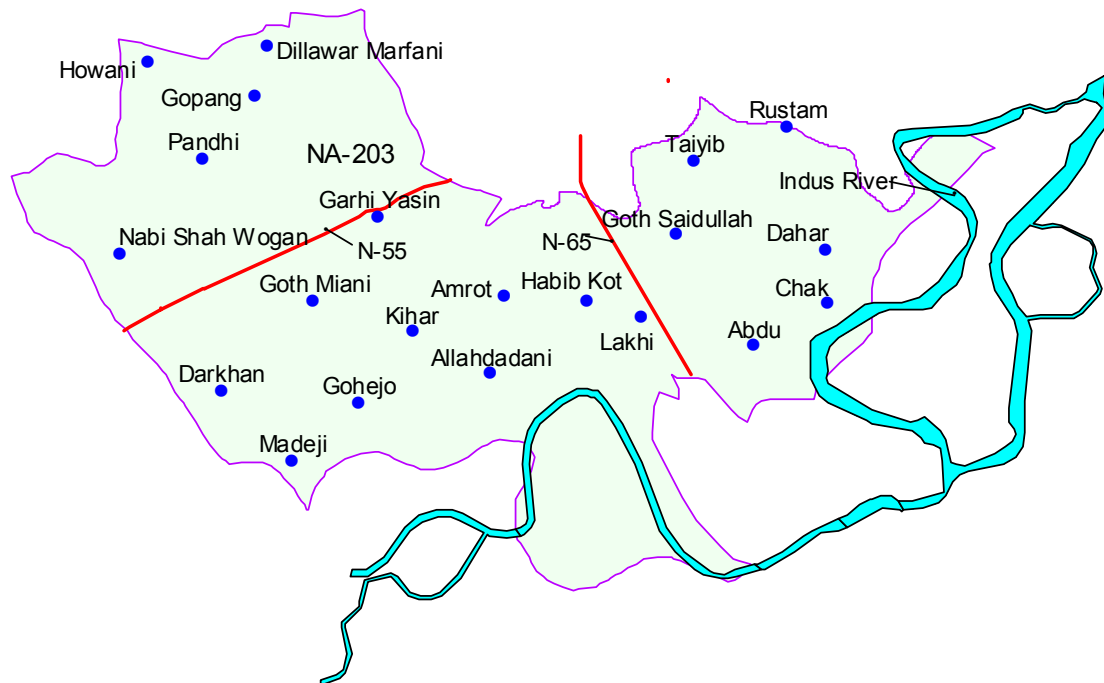 Dillawar Marfani
Howani
Gopang
Rustam
Pandhi
NA-203
Taiyib
Indus River
Garhi Yasin
Goth Saidullah
Nabi Shah Wogan
N-55
N-65
Dahar
Goth Miani
Amrot
Habib Kot
Chak
Kihar
Lakhi
Abdu
Allahdadani
Darkhan
Gohejo
Madeji